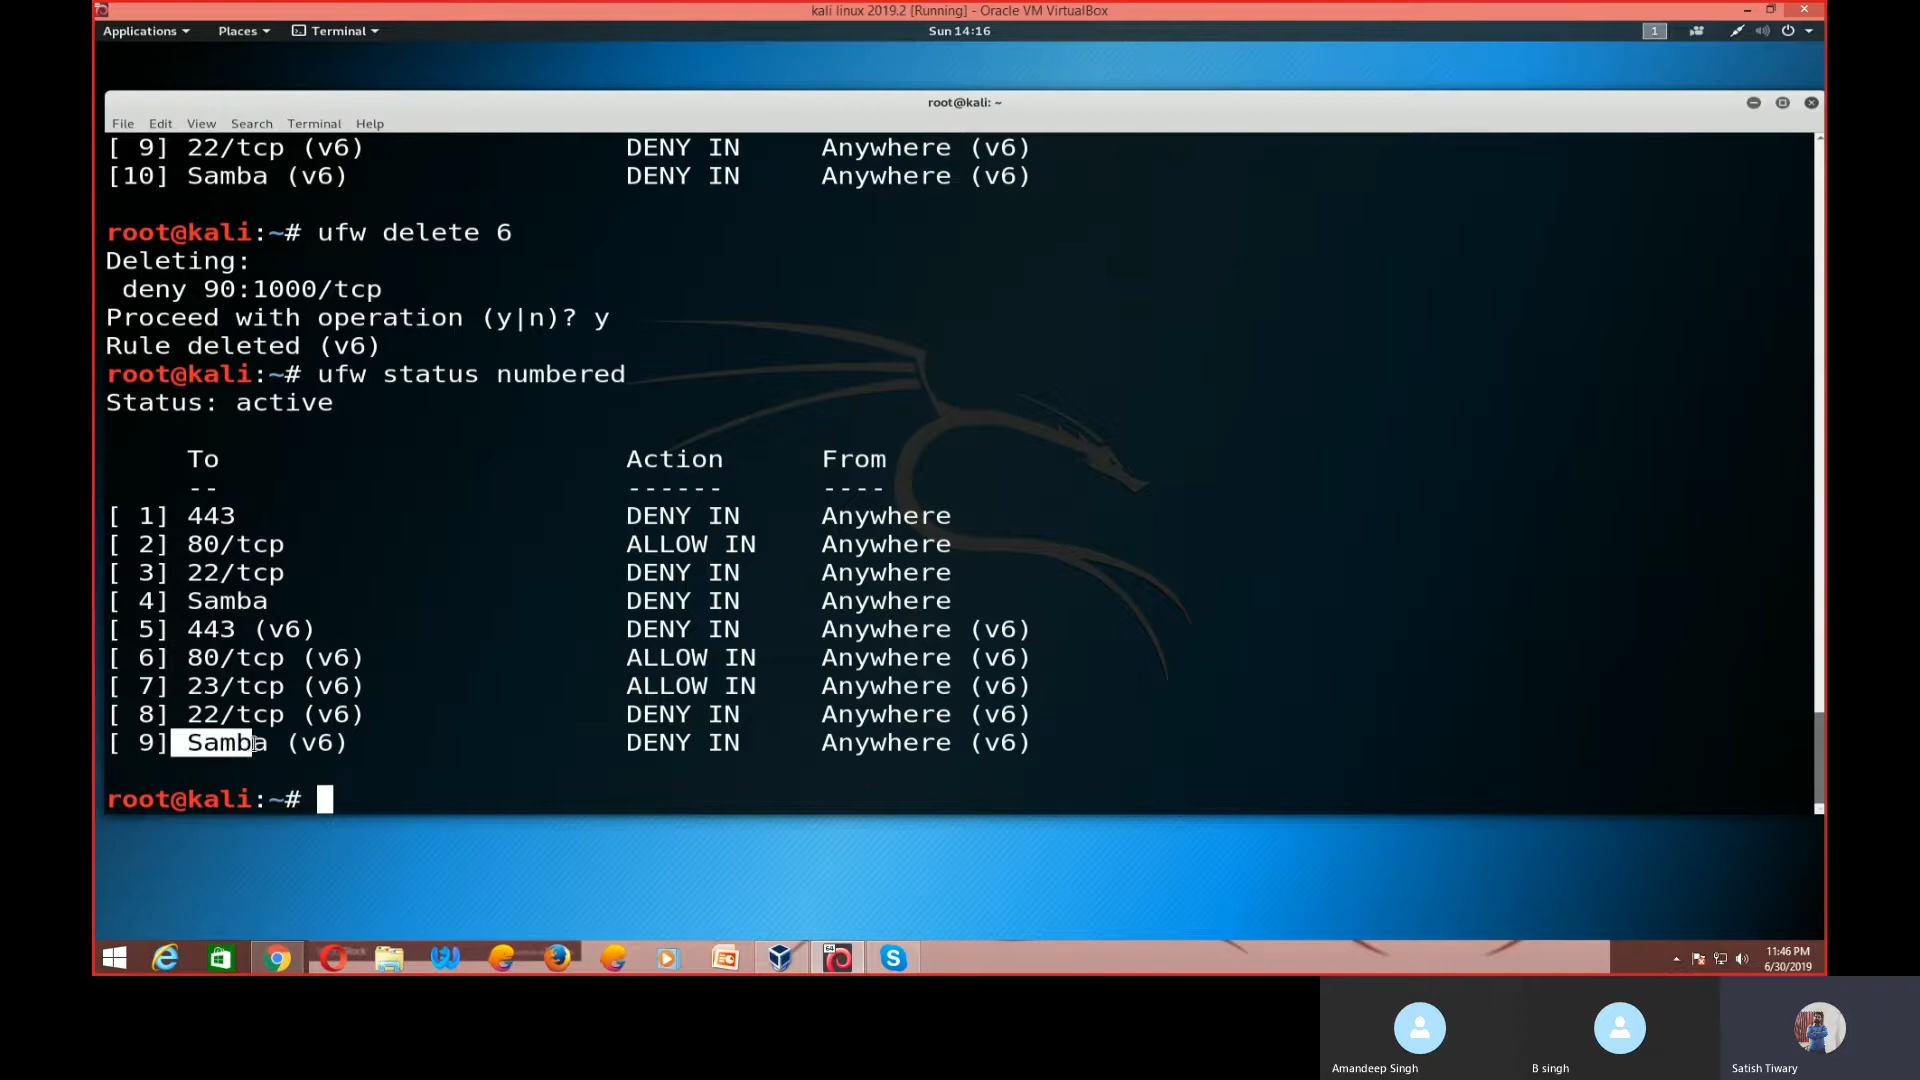 kali linux 2019.2 [Running] - Oracle VM VirtualBox
Applications Places Terminal Sun 14:16 1
root@kali: ~
File Edit View Search Terminal Help
[ 9] 22/tcp (v6) DENY IN Anywhere (v6)
[10] Samba (v6) DENY IN Anywhere (v6)
root@kali:~# ufw delete 6
Deleting:
deny 90:1000/tcp
Proceed with operation (y|n)? y
Rule deleted (v6)
root@kali:~# ufw status numbered
Status: active
To Action From
-- ------ ----
[ 1] 443 DENY IN Anywhere
[ 2] 80/tcp ALLOW IN Anywhere
[ 3] 22/tcp DENY IN Anywhere
[ 4] Samba DENY IN Anywhere
[ 5] 443 (v6) DENY IN Anywhere (v6)
[ 6] 80/tcp (v6) ALLOW IN Anywhere (v6)
[ 7] 23/tcp (v6) ALLOW IN Anywhere (v6)
[ 8] 22/tcp (v6) DENY IN Anywhere (v6)
[ 9] Samba (v6) DENY IN Anywhere (v6)
root@kali:~#
64
11:46 PM
6/30/2019
Amandeep Singh B singh Satish Tiwary